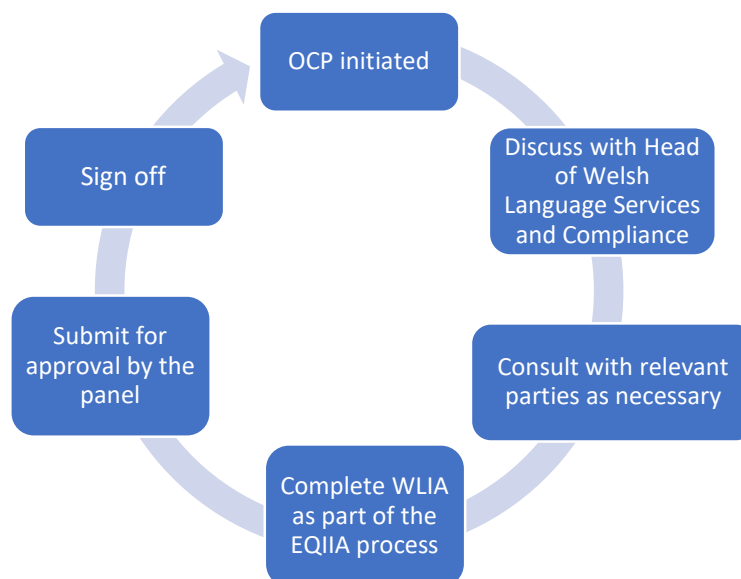 OCP initiated
Discuss with Head
of Welsh
Language Services
and Compliance
Consult with relevant
parties as necessary
Complete WLIA
as part of the
EQIIA process
Submit for
approval by the
panel
Sign off